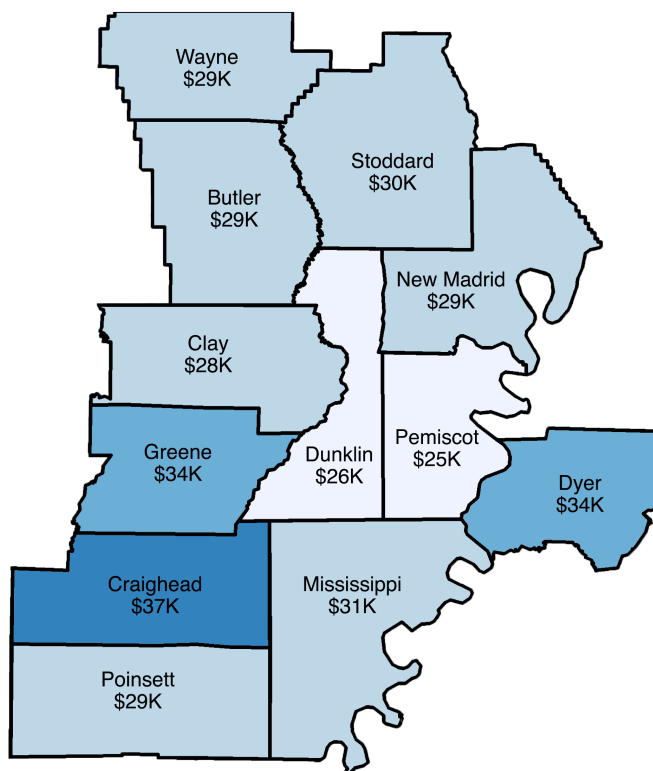 Wayne
$29K
Stoddard
$30K
Butler
$29K
New Madrid
$29K
Clay
$28K
Greene
$34K
Dunklin
$26K
Pemiscot
$25K
Dyer
$34K
Craighead
$37K
Mississippi
$31K
Poinsett
$29K